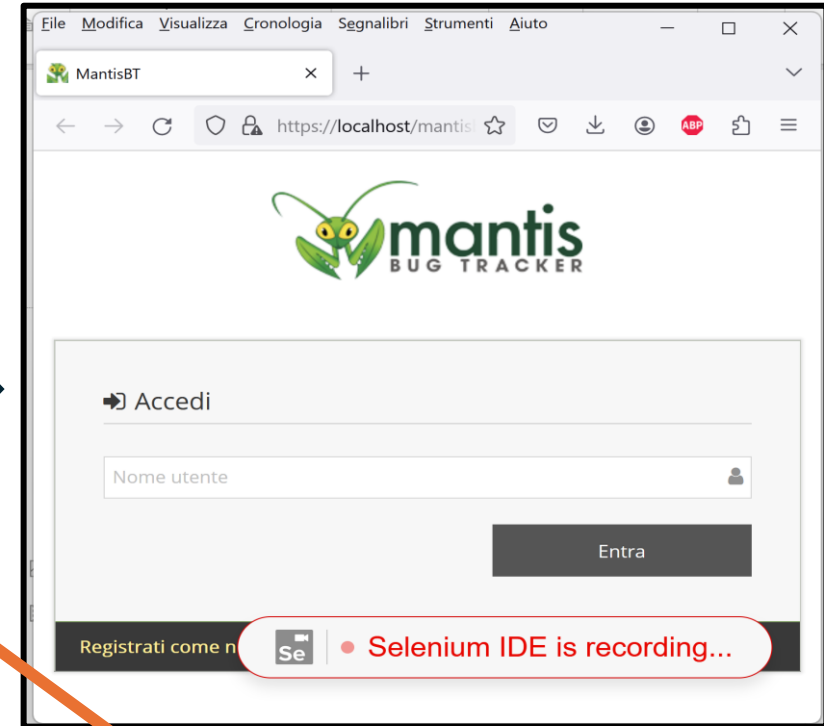 File Modifica Visualizza Cronologia Segnalibri Strumenti Aiuto
MantisBT
https://localhost/mantis
ABP
mantis
BUG TRACKER
Accedi
Nome utente
Entra
Registrati come
Se
Selenium IDE is recording...